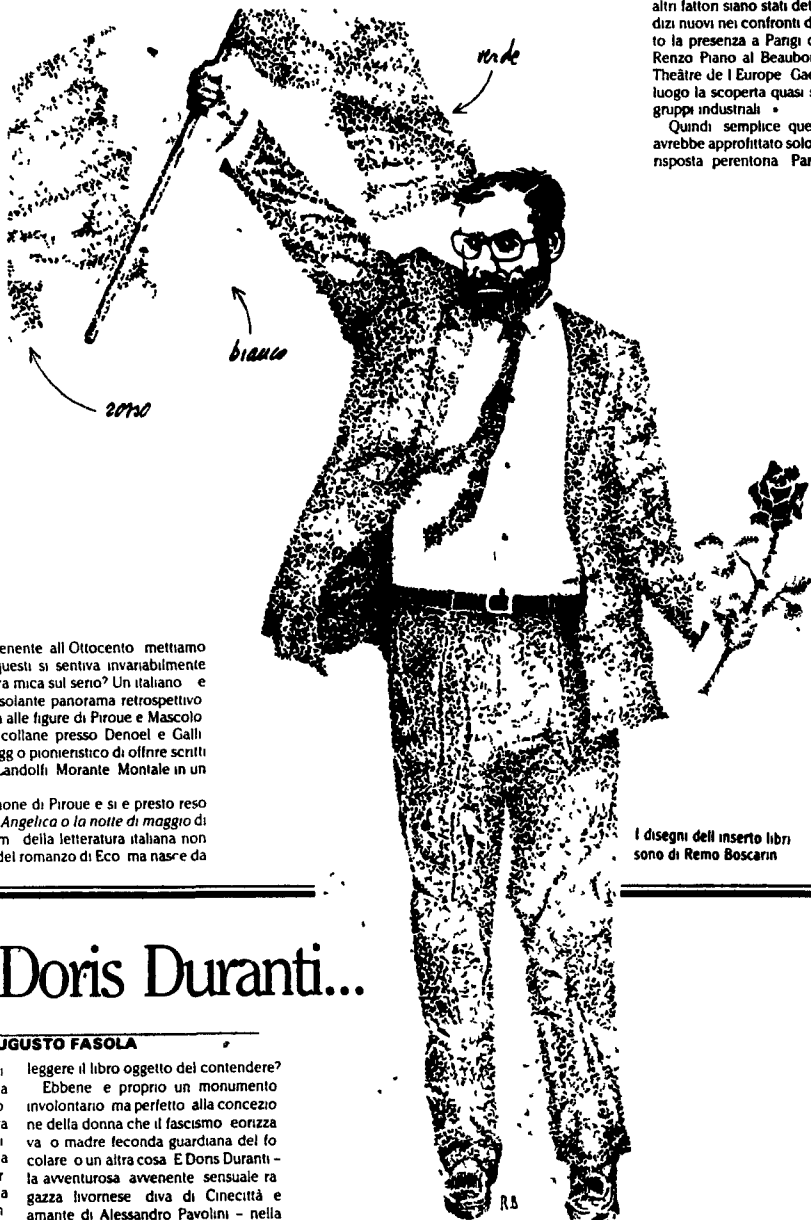 altri fattori siano stati det
dizi nuovi nei confronti d
to la presenza a Parigi d
Renzo Piano al Beaubo
Theâtre de l Europe Gae
luogo la scoperta quasi s
gruppi industriali
Quindi semplice que
avrebbe approfittato solo
risposta perentoria Par
verde
bianco
rosso
enente all Ottocento mettiamo
uesti si sentiva invariabilmente
a mica sul serio? Un italiano e
solante panorama retrospettivo
alle figure di Piroue e Mascolo
collane presso Denoel e Galli
gg o pionieristico di offrire scritti
Landolfi Morante Montale in un
one di Piroue e si e presto reso
Angelica o la notte di maggio di
m della letteratura italiana non
del romanzo di Eco ma nasce da
I disegni dell inserto libri
sono di Remo Boscarin
Doris Duranti...
UGUSTO FASOLA
leggere il libro oggetto del contendere?
Ebbene e proprio un monumento
involontario ma perfetto alla concezio
ne della donna che il fascismo eorizza
va o madre feconda guardiana del fo
colare o un altra cosa E Doris Duranti –
la avventurosa avvenente sensuale ra
gazza livornese diva di Cinecittà e
amante di Alessandro Pavolini – nella
RB